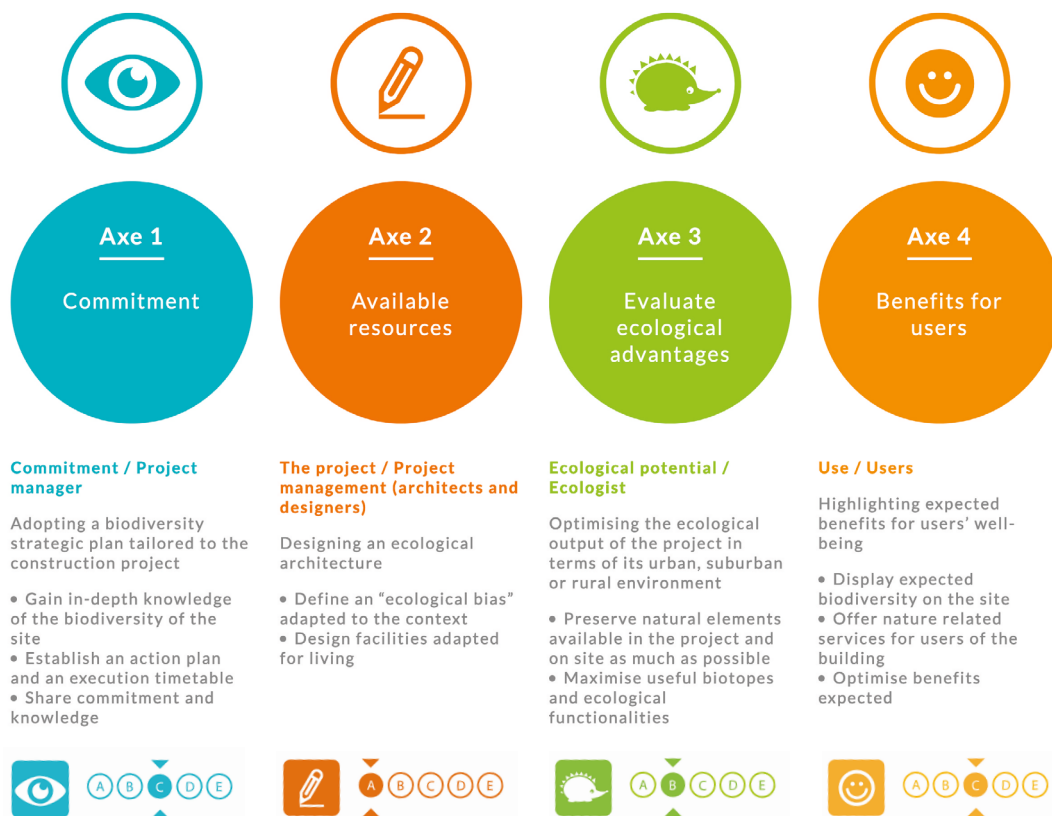 Axe 1
Commitment
Axe 2
Available
resources
Axe 3
Evaluate
ecological
advantages
Axe 4
Benefits for
users
Commitment / Project
manager
Adopting a biodiversity
strategic plan tailored to the
construction project
• Gain in-depth knowledge
of the biodiversity of the
site
• Establish an action plan
and an execution timetable
• Share commitment and
knowledge
The project / Project
management (architects and
designers)
Designing an ecological
architecture
• Define an “ecological bias”
adapted to the context
• Design facilities adapted
for living
Ecological potential /
Ecologist
Optimising the ecological
output of the project in
terms of its urban, suburban
or rural environment
• Preserve natural elements
available in the project and
on site as much as possible
• Maximise useful biotopes
and ecological
functionalities
Use / Users
Highlighting expected
benefits for users’ well-
being
• Display expected
biodiversity on the site
• Offer nature related
services for users of the
building
• Optimise benefits
expected
A B C D E
A B C D E
A B C D E
A B C D E